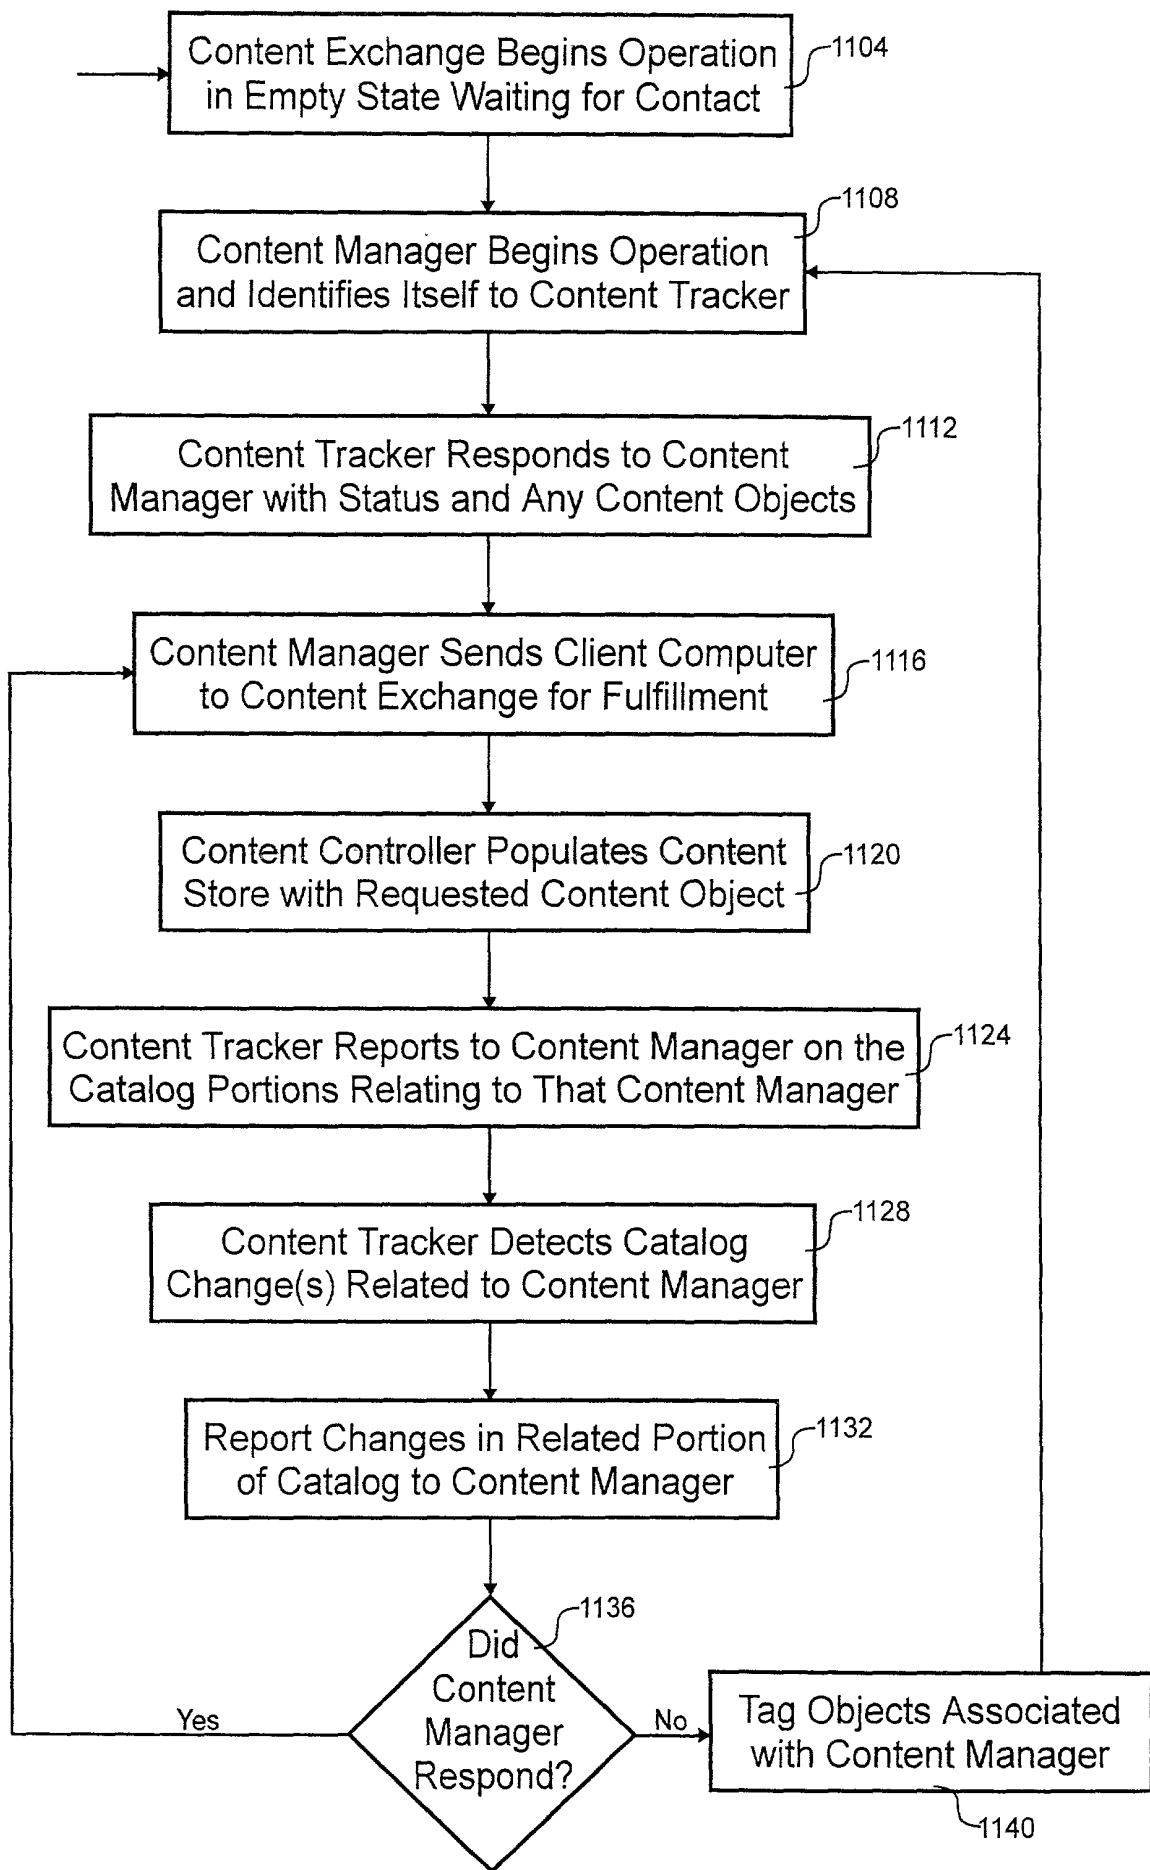 Content Exchange Begins Operation
in Empty State Waiting for Contact
1104
1108
Content Manager Begins Operation
and Identifies Itself to Content Tracker
1112
Content Tracker Responds to Content
Manager with Status and Any Content Objects
Content Manager Sends Client Computer
to Content Exchange for Fulfillment
1116
Content Controller Populates Content
Store with Requested Content Object
1120
Content Tracker Reports to Content Manager on the
Catalog Portions Relating to That Content Manager
1124
1128
Content Tracker Detects Catalog
Change(s) Related to Content Manager
Report Changes in Related Portion
of Catalog to Content Manager
1132
1136
Did
Content
Manager
Respond?
Yes
No
Tag Objects Associated
with Content Manager
1140